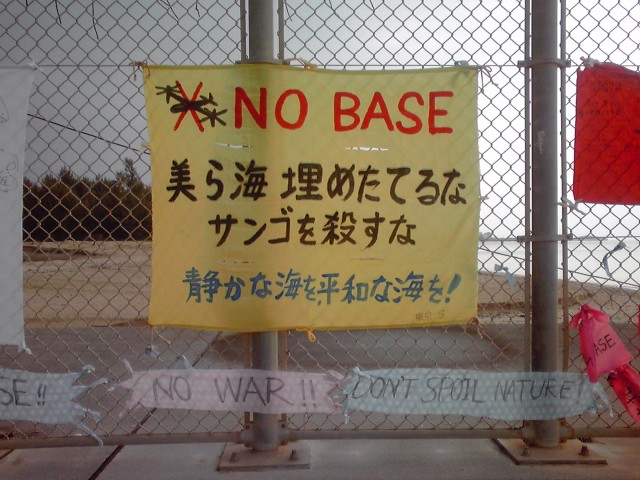 NO BASE
美ら海 埋めたてるな
サンゴを殺すな
静かな海を、平和な海を!
SE!!
NO WAR!!
DON'T SPOIL NATURE!
ASE